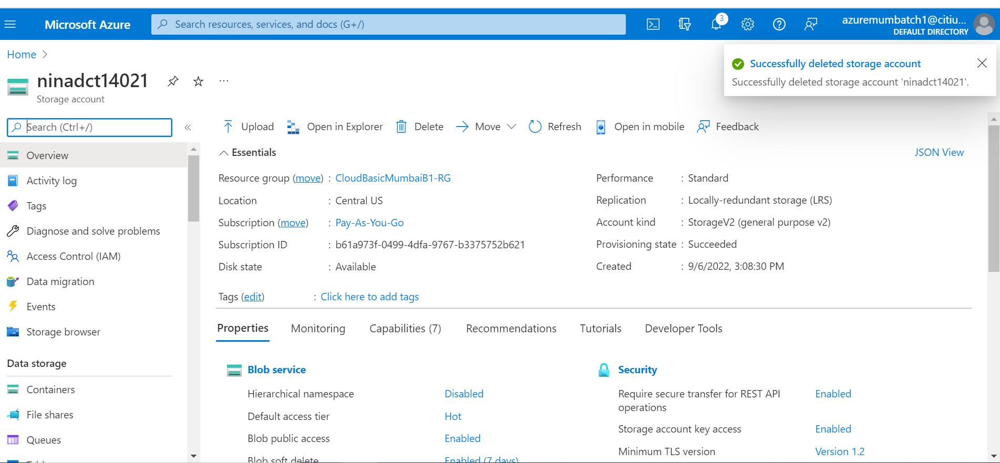 Microsoft Azure
Search resources, services, and docs (G+/)
3
azuremumbatch1@citiu...
DEFAULT DIRECTORY
Home >
Successfully deleted storage account
Successfully deleted storage account 'ninadct14021'.
ninadct14021
...
Storage account
Search (Ctrl+/)
«
Upload
Open in Explorer
Delete
Move
Refresh
Open in mobile
Feedback
Overview
Activity log
Tags
Diagnose and solve problems
Access Control (IAM)
Data migration
Events
Storage browser
Data storage
Containers
File shares
Queues
Essentials
JSON View
Resource group (move) : CloudBasicMumbaiB1-RG
Location : Central US
Subscription (move) : Pay-As-You-Go
Subscription ID : b61a973f-0499-4dfa-9767-b3375752b621
Disk state : Available
Performance : Standard
Replication : Locally-redundant storage (LRS)
Account kind : StorageV2 (general purpose v2)
Provisioning state : Succeeded
Created : 9/6/2022, 3:08:30 PM
Tags (edit) : Click here to add tags
Properties
Monitoring
Capabilities (7)
Recommendations
Tutorials
Developer Tools
Blob service
Hierarchical namespace Disabled
Default access tier Hot
Blob public access Enabled
Blob soft delete Enabled (7 days)
Security
Require secure transfer for REST API Enabled
operations
Storage account key access Enabled
Minimum TLS version Version 1.2